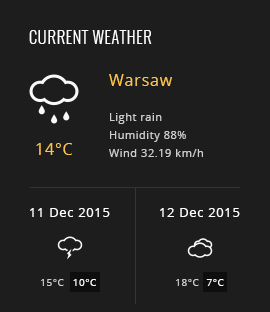 CURRENT WEATHER
Warsaw
Light rain
Humidity 88%
Wind 32.19 km/h
14°C
11 Dec 2015
12 Dec 2015
15°C 10°C
18°C 7°C